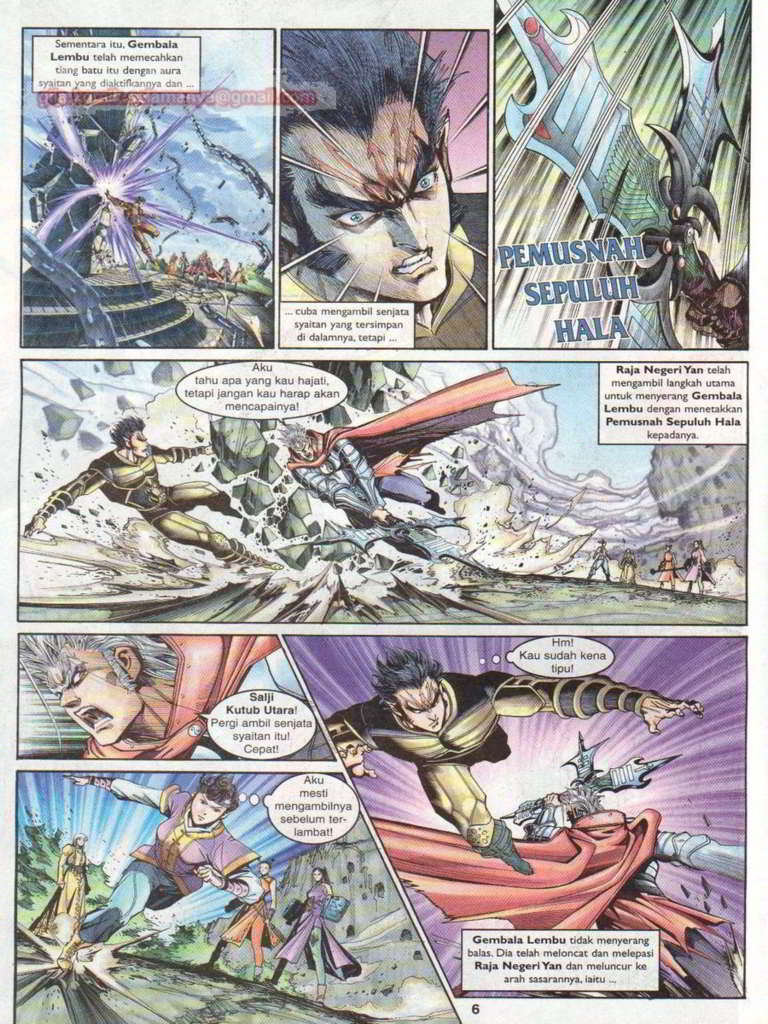 Sementara itu, Gembala
Lembu telah memecahkan
tiang batu itu dengan aura
syaitan yang diaktifkannya dan ...
... cuba mengambil senjata
syaitan yang tersimpan
di dalamnya, tetapi ...
PEMUSNAH
SEPULUH
HALA
Aku
tahu apa yang kau hajati,
tetapi jangan kau harap akan
mencapainya!
Raja Negeri Yan telah
mengambil langkah utama
untuk menyerang Gembala
Lembu dengan menetakkan
Pemusnah Sepuluh Hala
kepadanya.
Salji
Kutub Utara!
Pergi ambil senjata
syaitan itu!
Cepat!
Hm!
Kau sudah kena
tipu!
Aku
mesti
mengambilnya
sebelum ter-
lambat!
Gembala Lembu tidak menyerang
balas. Dia telah meloncat dan melepasi
Raja Negeri Yan dan meluncur ke
arah sasarannya, iaitu ...
6